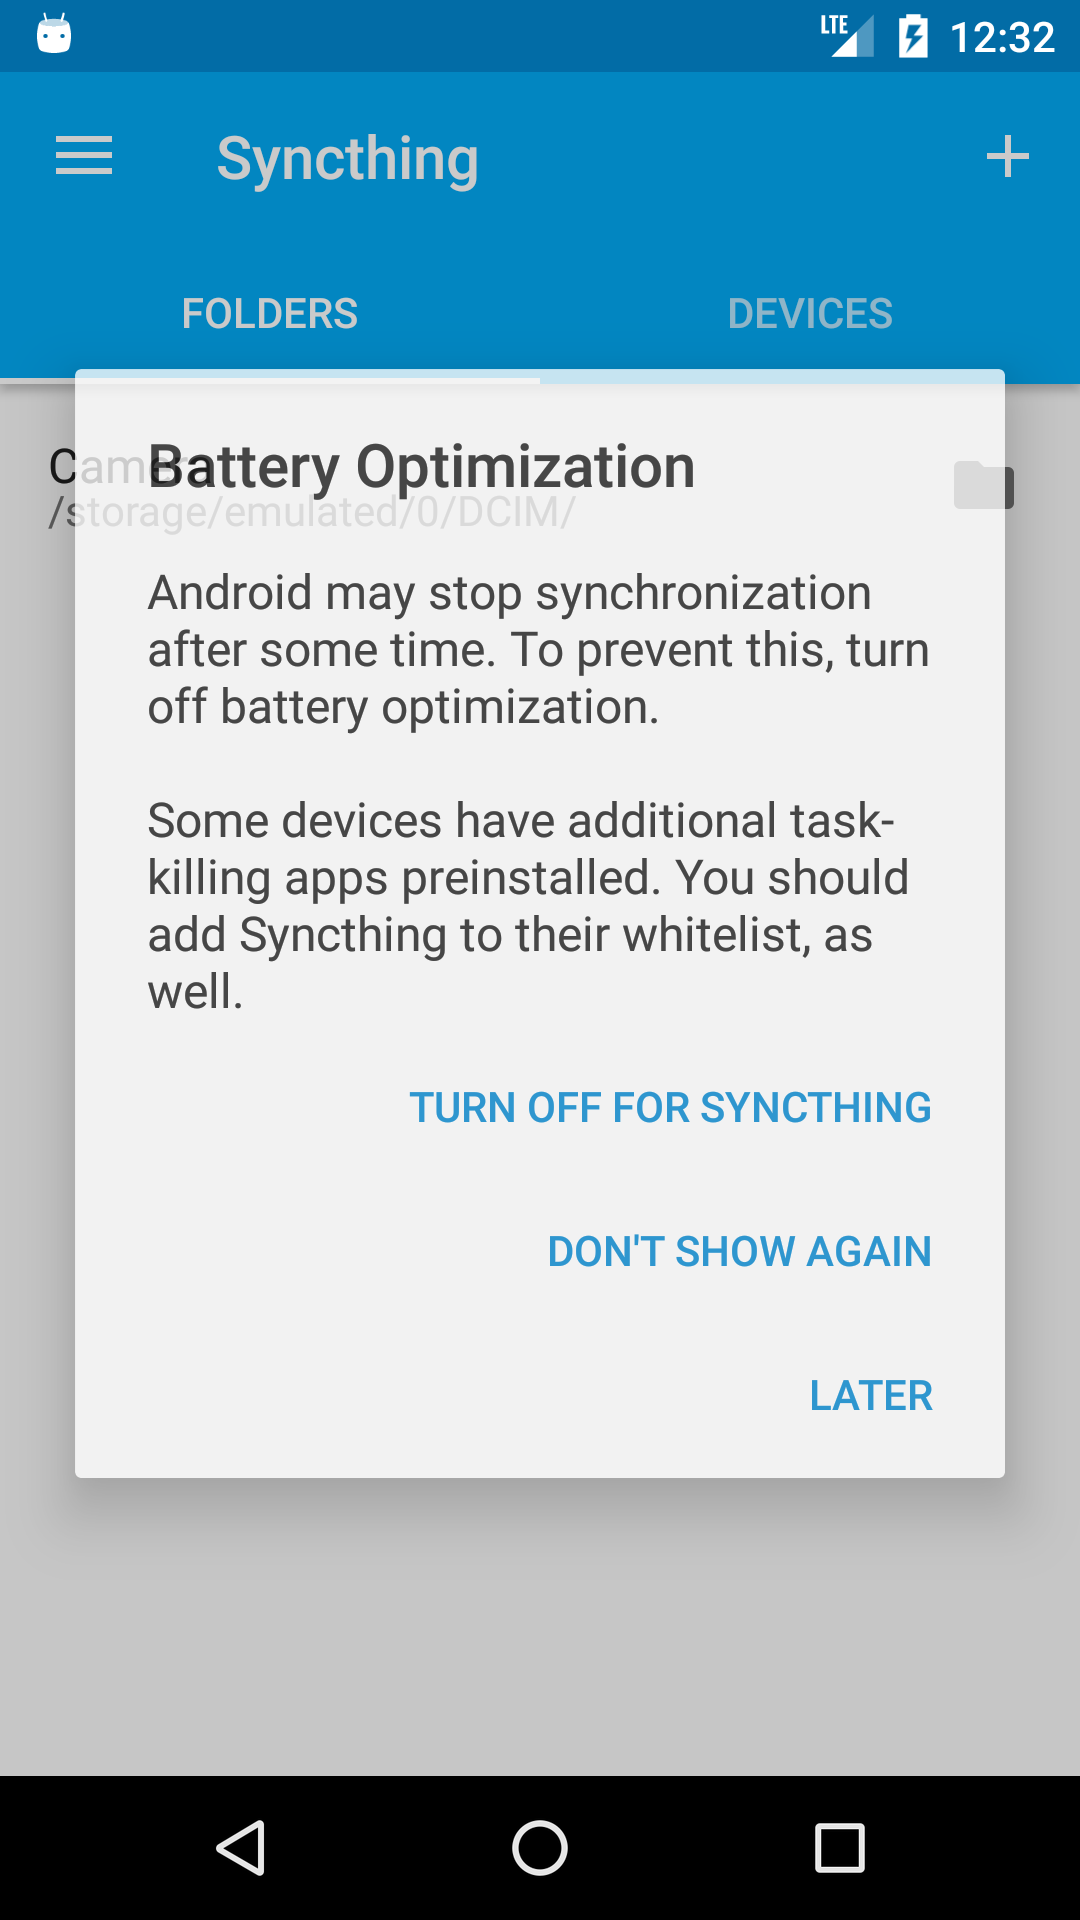 LTE 12:32
Syncthing
FOLDERS DEVICES
Camera
Battery Optimization
/storage/emulated/0/DCIM/
Android may stop synchronization
after some time. To prevent this, turn
off battery optimization.
Some devices have additional task-
killing apps preinstalled. You should
add Syncthing to their whitelist, as
well.
TURN OFF FOR SYNCTHING
DON'T SHOW AGAIN
LATER